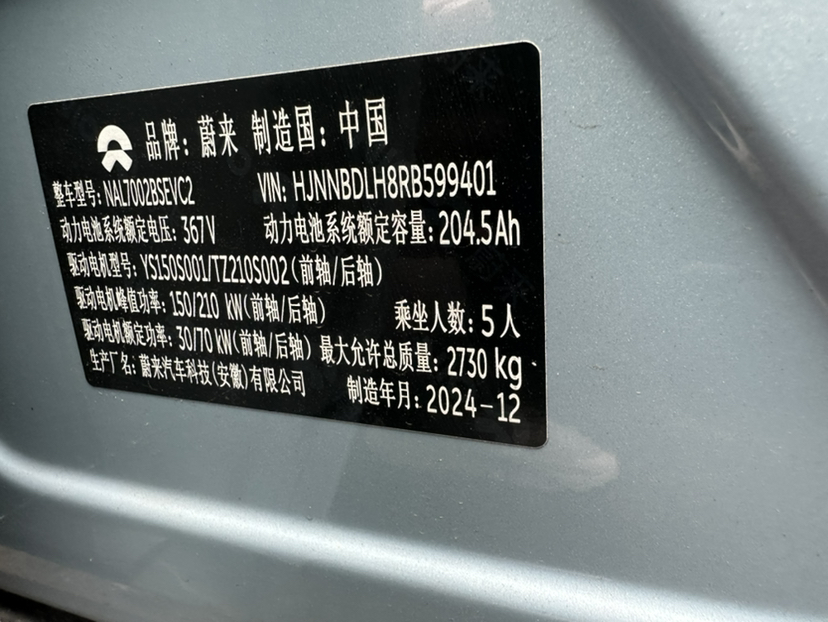 品牌: 蔚来 制造国: 中国
整车型号: NAL7002BSEVC2 VIN: HJNNBDLH8RB599401
动力电池系统额定电压: 367V 动力电池系统额定容量: 204.5Ah
驱动电机型号: YS150S001/TZ210S002(前轴/后轴)
驱动电机峰值功率: 150/210 kW(前轴/后轴) 乘坐人数: 5人
驱动电机额定功率: 30/70 kW(前轴/后轴) 最大允许总质量: 2730 kg
生产厂名: 蔚来汽车科技(安徽)有限公司 制造年月: 2024-12